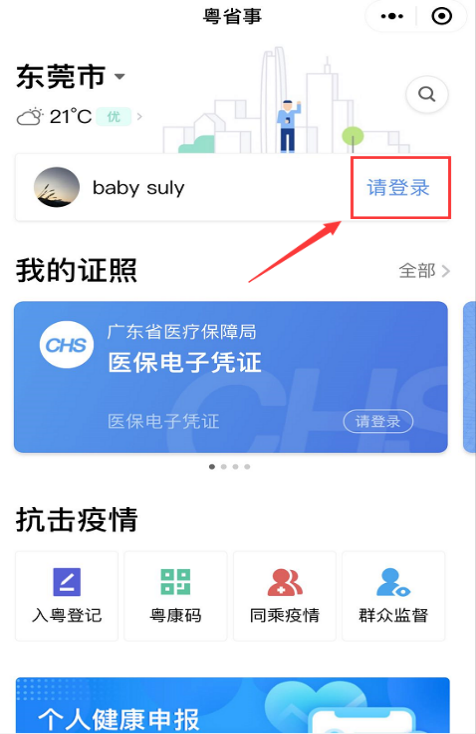 粤省事
东莞市
21°C 优
baby suly 请登录
我的证照 全部
CHS 广东省医疗保障局
医保电子凭证
CHS
医保电子凭证 请登录
抗击疫情
入粤登记 粤康码 同乘疫情 群众监督
个人健康申报